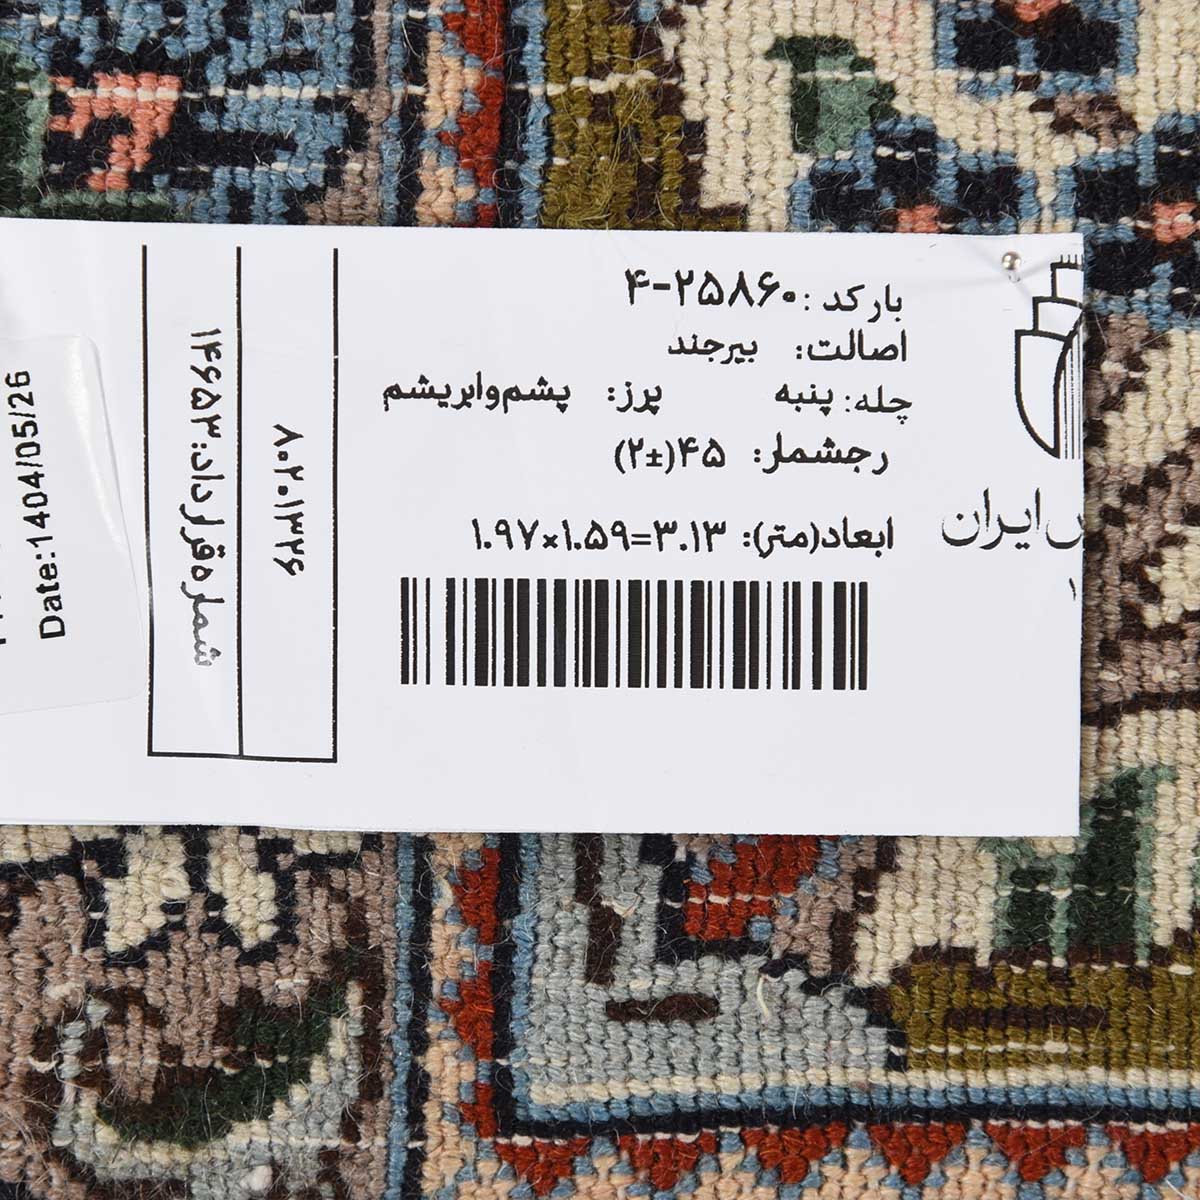 بارکد: ۴-۲۵۸۶۰
اصالت: بیرجند
چله: پنبه پرز: پشم‌وابریشم
رجشمار: ۴۵(±۲)
ابعاد(متر): ۱.۹۷×۱.۵۹=۳.۱۳
ایران
۸۰۲۰۱۳۲۶
شماره قرارداد: ۱۴۶۵۳
Date:1404/05/26